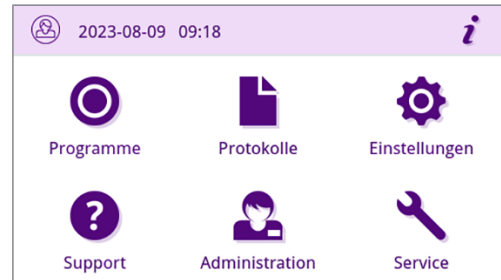 2023-08-09 09:18 i
Programme Protokolle Einstellungen
Support Administration Service